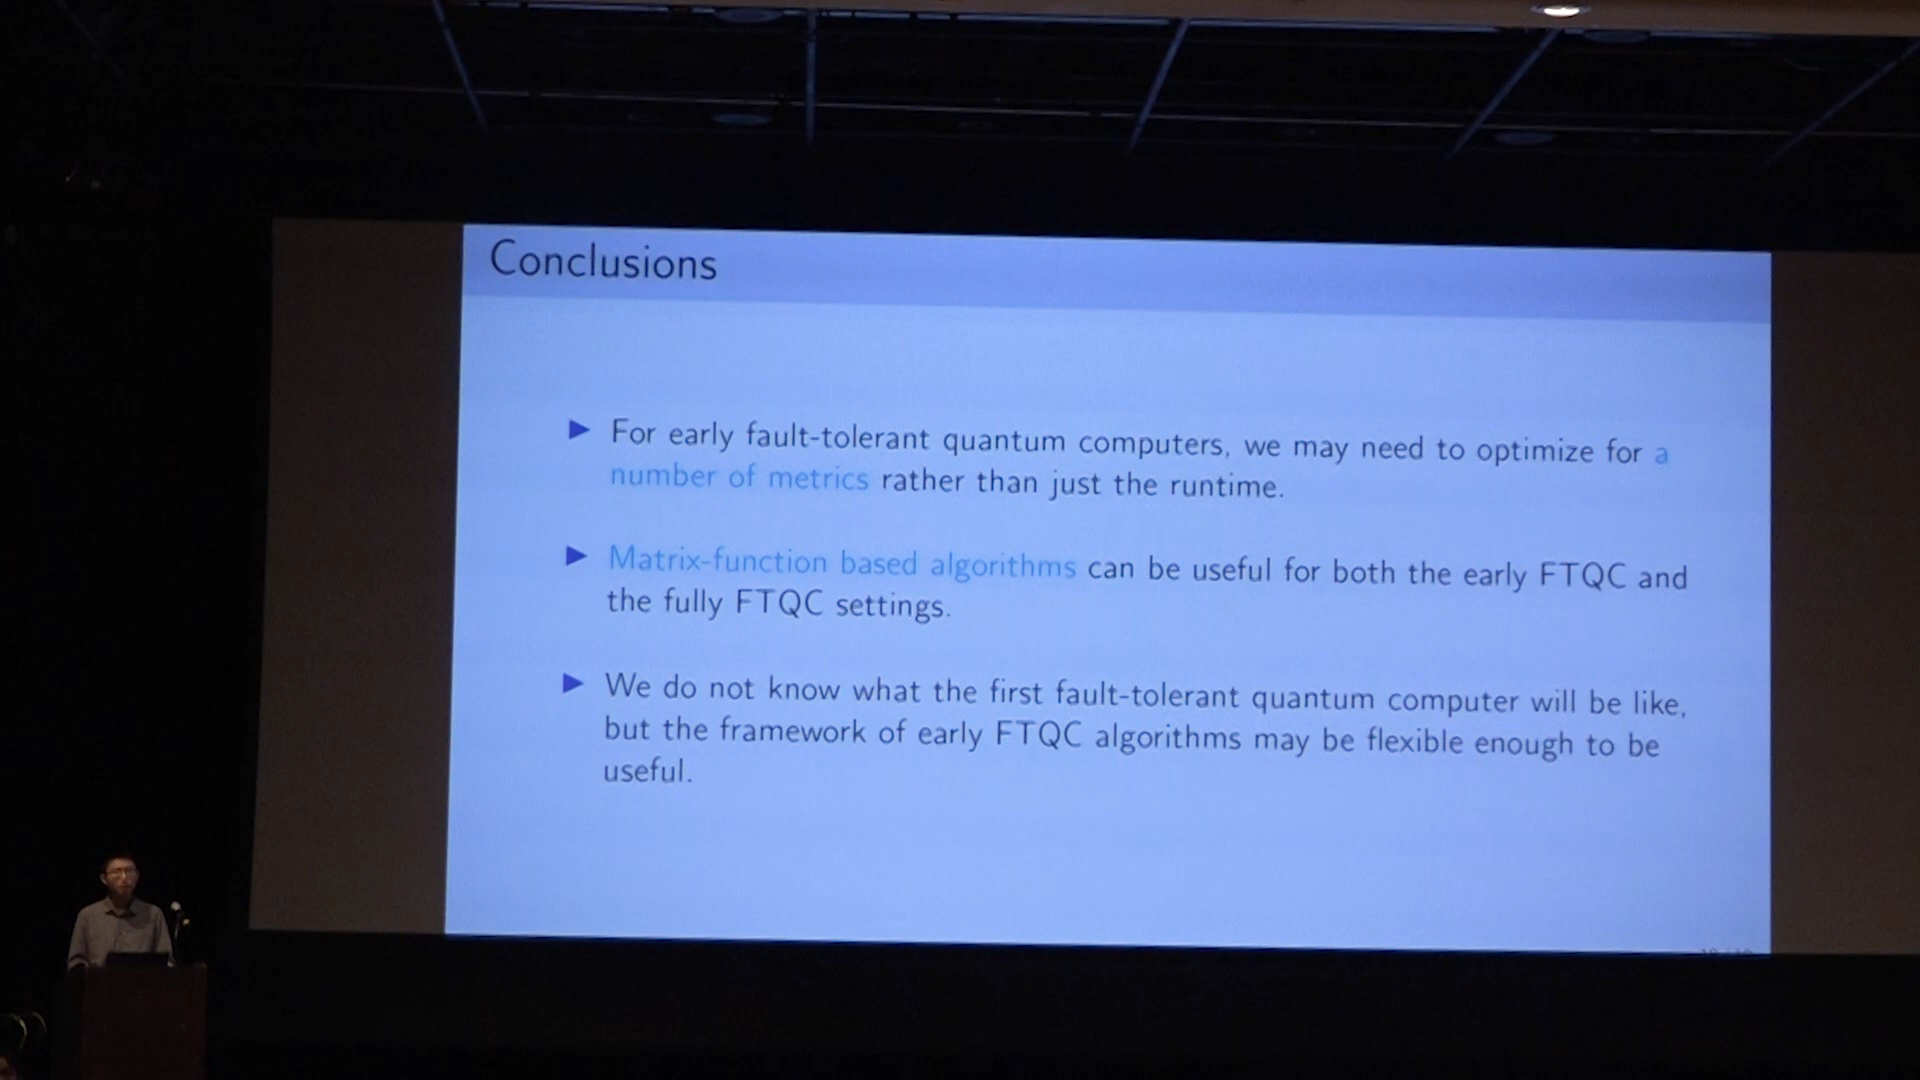 Conclusions
For early fault-tolerant quantum computers, we may need to optimize for a
number of metrics rather than just the runtime.
Matrix-function based algorithms can be useful for both the early FTQC and
the fully FTQC settings.
We do not know what the first fault-tolerant quantum computer will be like,
but the framework of early FTQC algorithms may be flexible enough to be
useful.